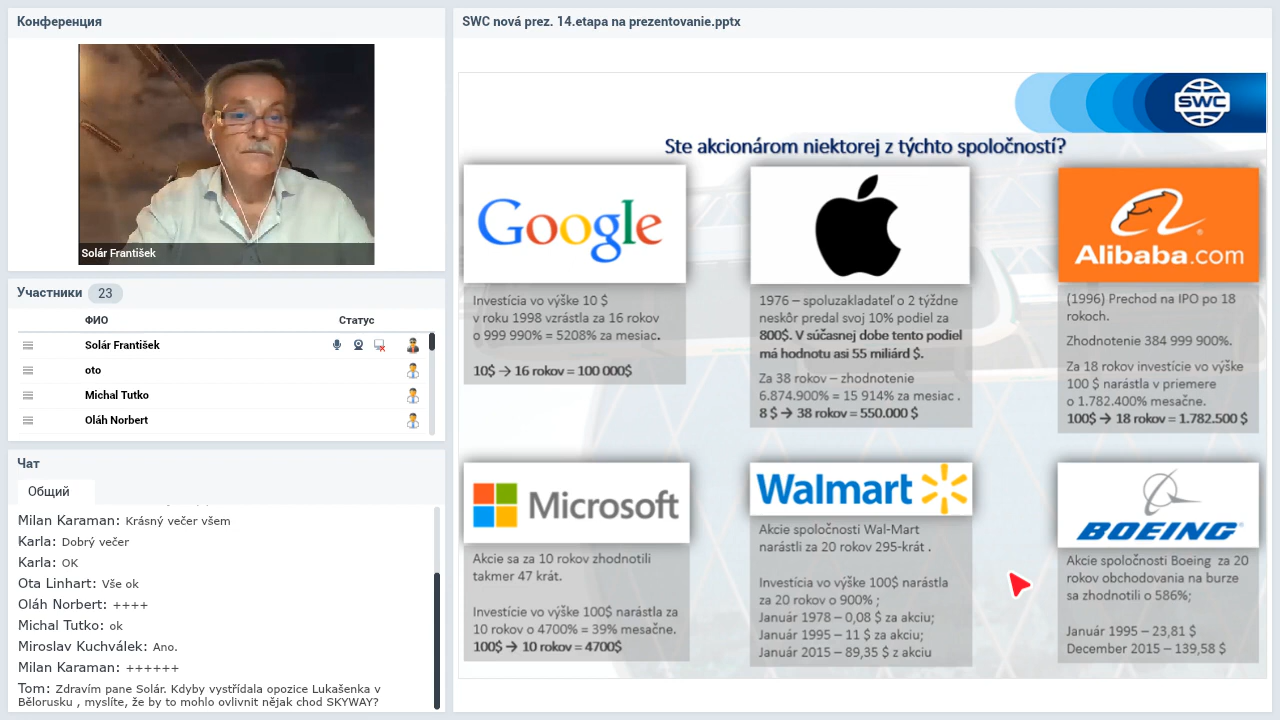 Конференция
Solár František
Участники 23
ФИО Статус
Solár František
oto
Michal Tutko
Oláh Norbert
Чат
Общий
Milan Karaman: Krásný večer všem
Karla: Dobrý večer
Karla: OK
Ota Linhart: Vše ok
Oláh Norbert: ++++
Michal Tutko: ok
Miroslav Kuchválek: Ano.
Milan Karaman: ++++++
Tom: Zdravím pane Solár. Kdyby vystřídala opozice Lukašenka v
Bělorusku , myslíte, že by to mohlo ovlivnit nějak chod SKYWAY?
SWC nová prez. 14.etapa na prezentovanie.pptx
SWC
Ste akcionárom niektorej z týchto spoločností?
Google
Investícia vo výške 10 $
v roku 1998 vzrástla za 16 rokov
o 999 990% = 5208% za mesiac.
10$ → 16 rokov = 100 000$
1976 – spoluzakladateľ o 2 týždne
neskôr predal svoj 10% podiel za
800$. V súčasnej dobe tento podiel
má hodnotu asi 55 miliárd $.
Za 38 rokov – zhodnotenie
6.874.900% = 15 914% za mesiac .
8 $ → 38 rokov = 550.000 $
Alibaba.com
(1996) Prechod na IPO po 18
rokoch.
Zhodnotenie 384 999 900%.
Za 18 rokov investície vo výške
100 $ narástla v priemere
o 1.782.400% mesačne.
100$ → 18 rokov = 1.782.500 $
Microsoft
Akcie sa za 10 rokov zhodnotili
takmer 47 krát.
Investícia vo výške 100$ narástla za
10 rokov o 4700% = 39% mesačne.
100$ → 10 rokov = 4700$
Walmart
Akcie spoločnosti Wal-Mart
narástli za 20 rokov 295-krát .
Investícia vo výške 100$ narástla
za 20 rokov o 900% ;
Január 1978 – 0,08 $ za akciu;
Január 1995 – 11 $ za akciu;
Január 2015 – 89,35 $ z akciu
BOEING
Akcie spoločnosti Boeing za 20
rokov obchodovania na burze
sa zhodnotili o 586%;
Január 1995 – 23,81 $
December 2015 – 139,58 $